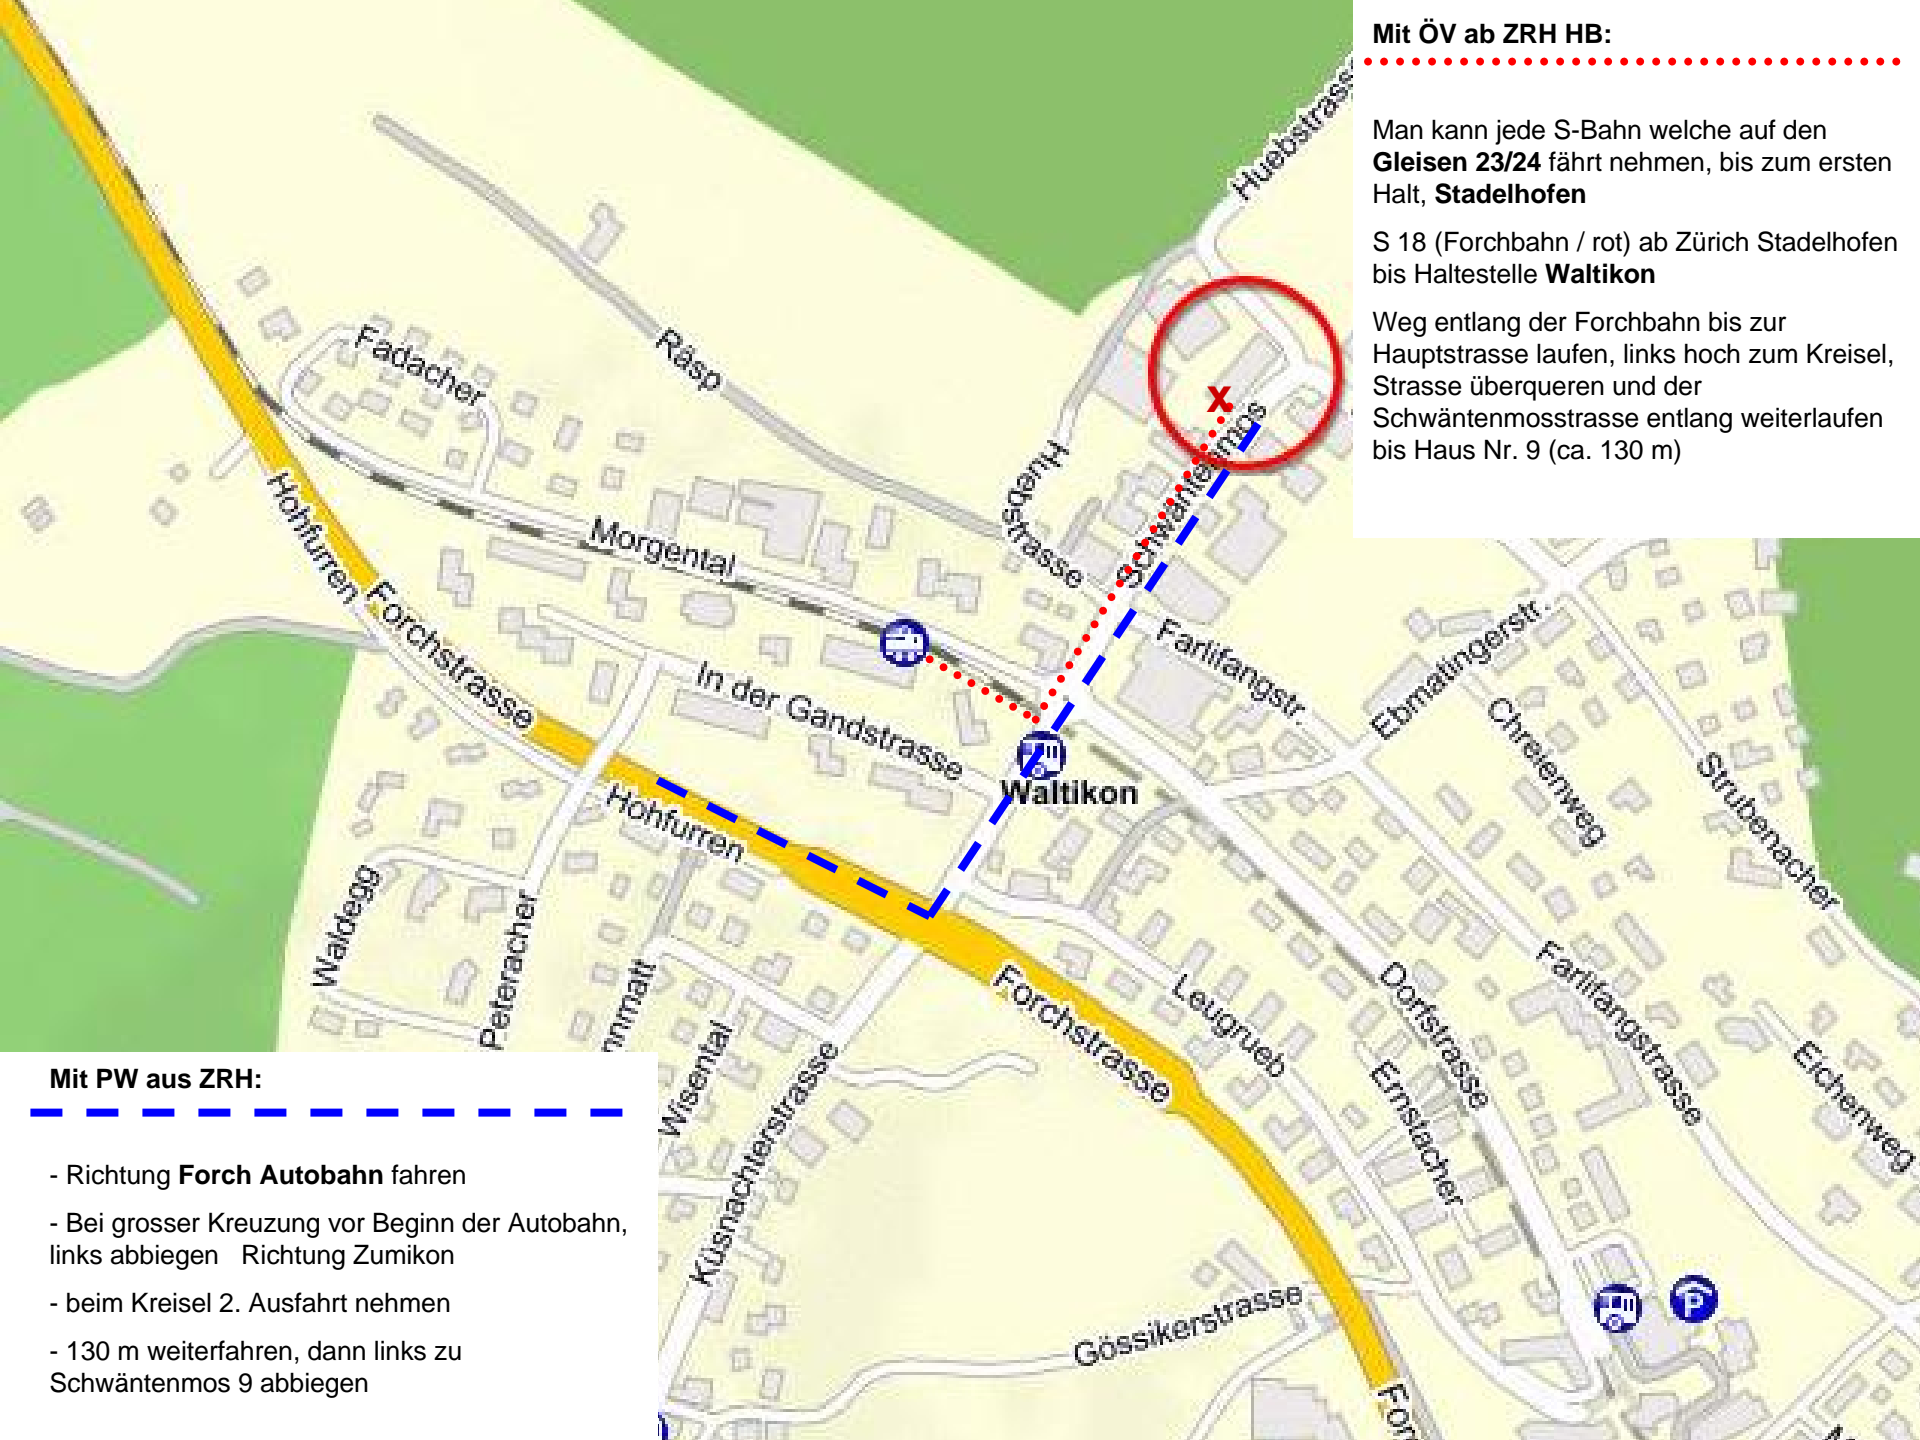 Mit ÖV ab ZRH HB:
Man kann jede S-Bahn welche auf den
Gleisen 23/24 fährt nehmen, bis zum ersten
Halt, Stadelhofen
S 18 (Forchbahn / rot) ab Zürich Stadelhofen
bis Haltestelle Waltikon
Weg entlang der Forchbahn bis zur
Hauptstrasse laufen, links hoch zum Kreisel,
Strasse überqueren und der
Schwäntenmosstrasse entlang weiterlaufen
bis Haus Nr. 9 (ca. 130 m)
Huebstrasse
Räsp
Fadacher
x
Schwäntenmos
Huebstrasse
Hohfurren
Morgental
Forchstrasse
In der Gandstrasse
Farlifangstr.
Ebmatingerstr.
Chreienweg
Strubenacher
Waltikon
Hohfurren
Waldegg
Peteracher
Wisental
Küsnachterstrasse
Forchstrasse
Leugrueb
Dorfstrasse
Ernstacher
Farlifangstrasse
Eichenweg
Gössikerstrasse
P
Mit PW aus ZRH:
- Richtung Forch Autobahn fahren
- Bei grosser Kreuzung vor Beginn der Autobahn,
links abbiegen Richtung Zumikon
- beim Kreisel 2. Ausfahrt nehmen
- 130 m weiterfahren, dann links zu
Schwäntenmos 9 abbiegen